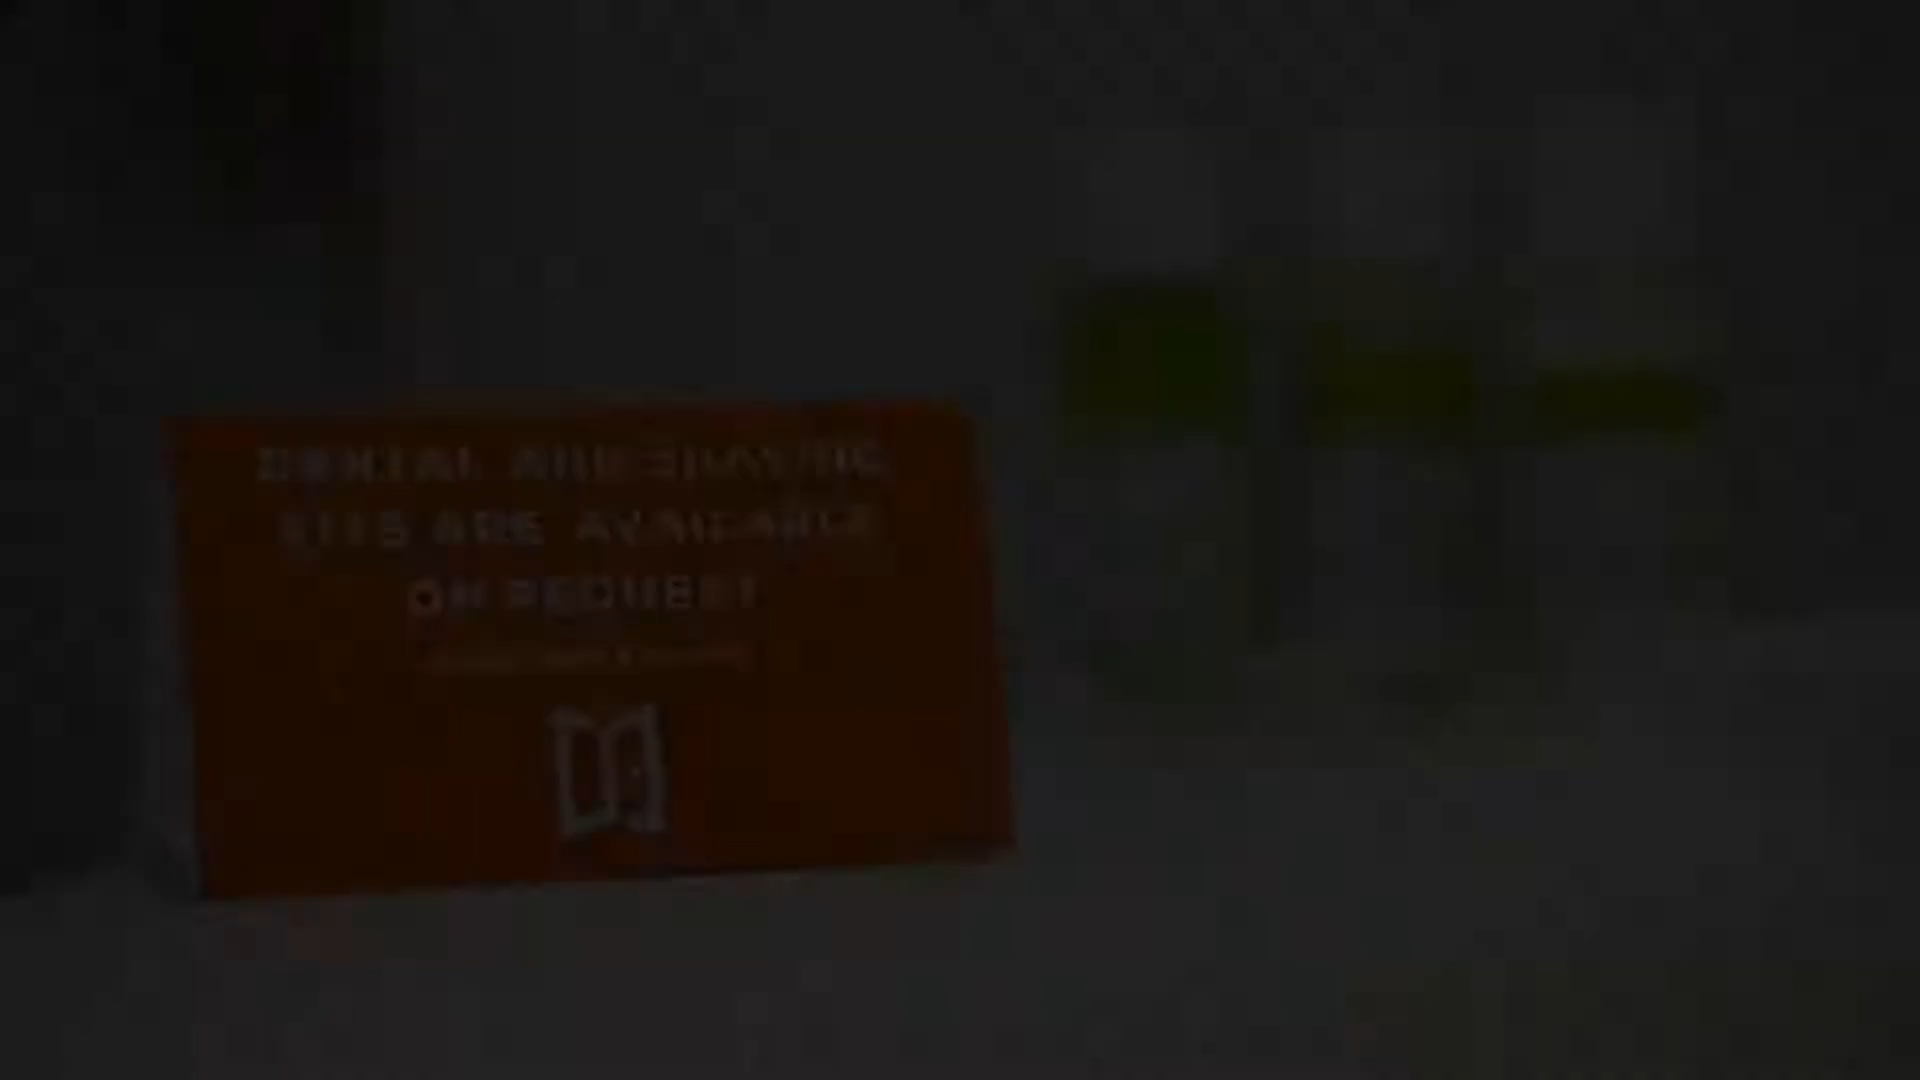 DENTAL AND SHAVING
KITS ARE AVAILABLE
ON REQUEST